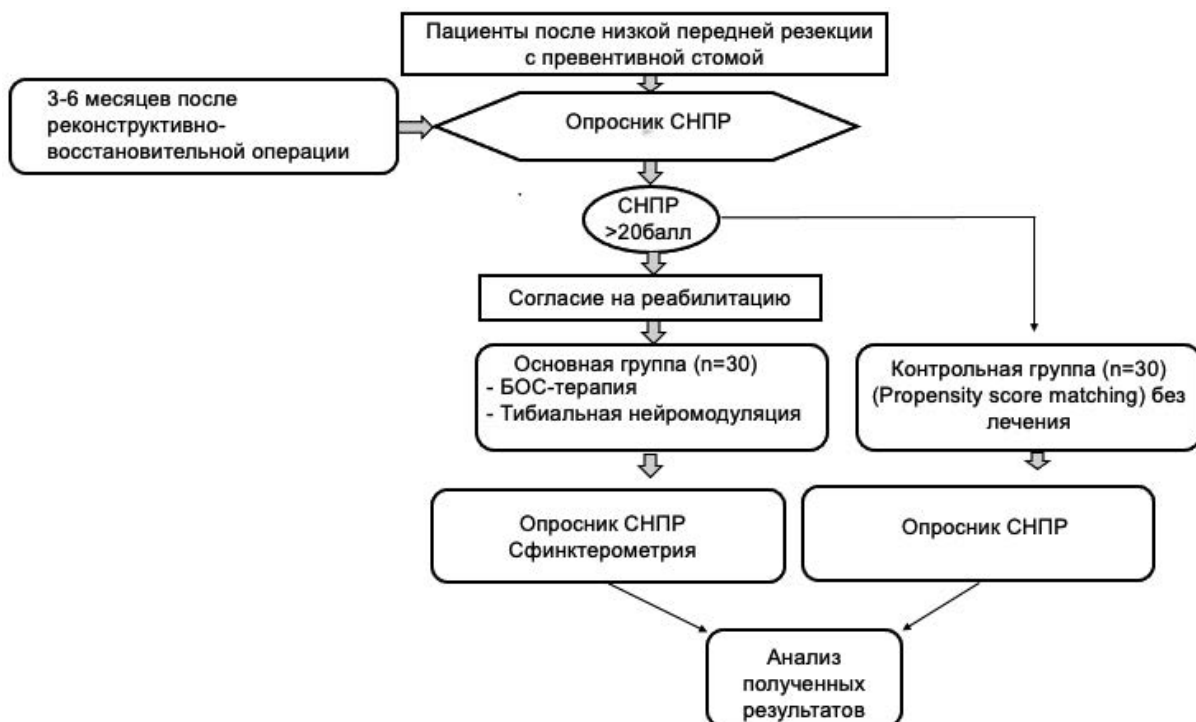 Пациенты после низкой передней резекции
с превентивной стомой
3-6 месяцев после
реконструктивно-
восстановительной операции
Опросник СНПР
СНПР
>20балл
Согласие на реабилитацию
Основная группа (n=30)
- БОС-терапия
- Тибиальная нейромодуляция
Контрольная группа (n=30)
(Propensity score matching) без
лечения
Опросник СНПР
Сфинктерометрия
Опросник СНПР
Анализ
полученных
результатов